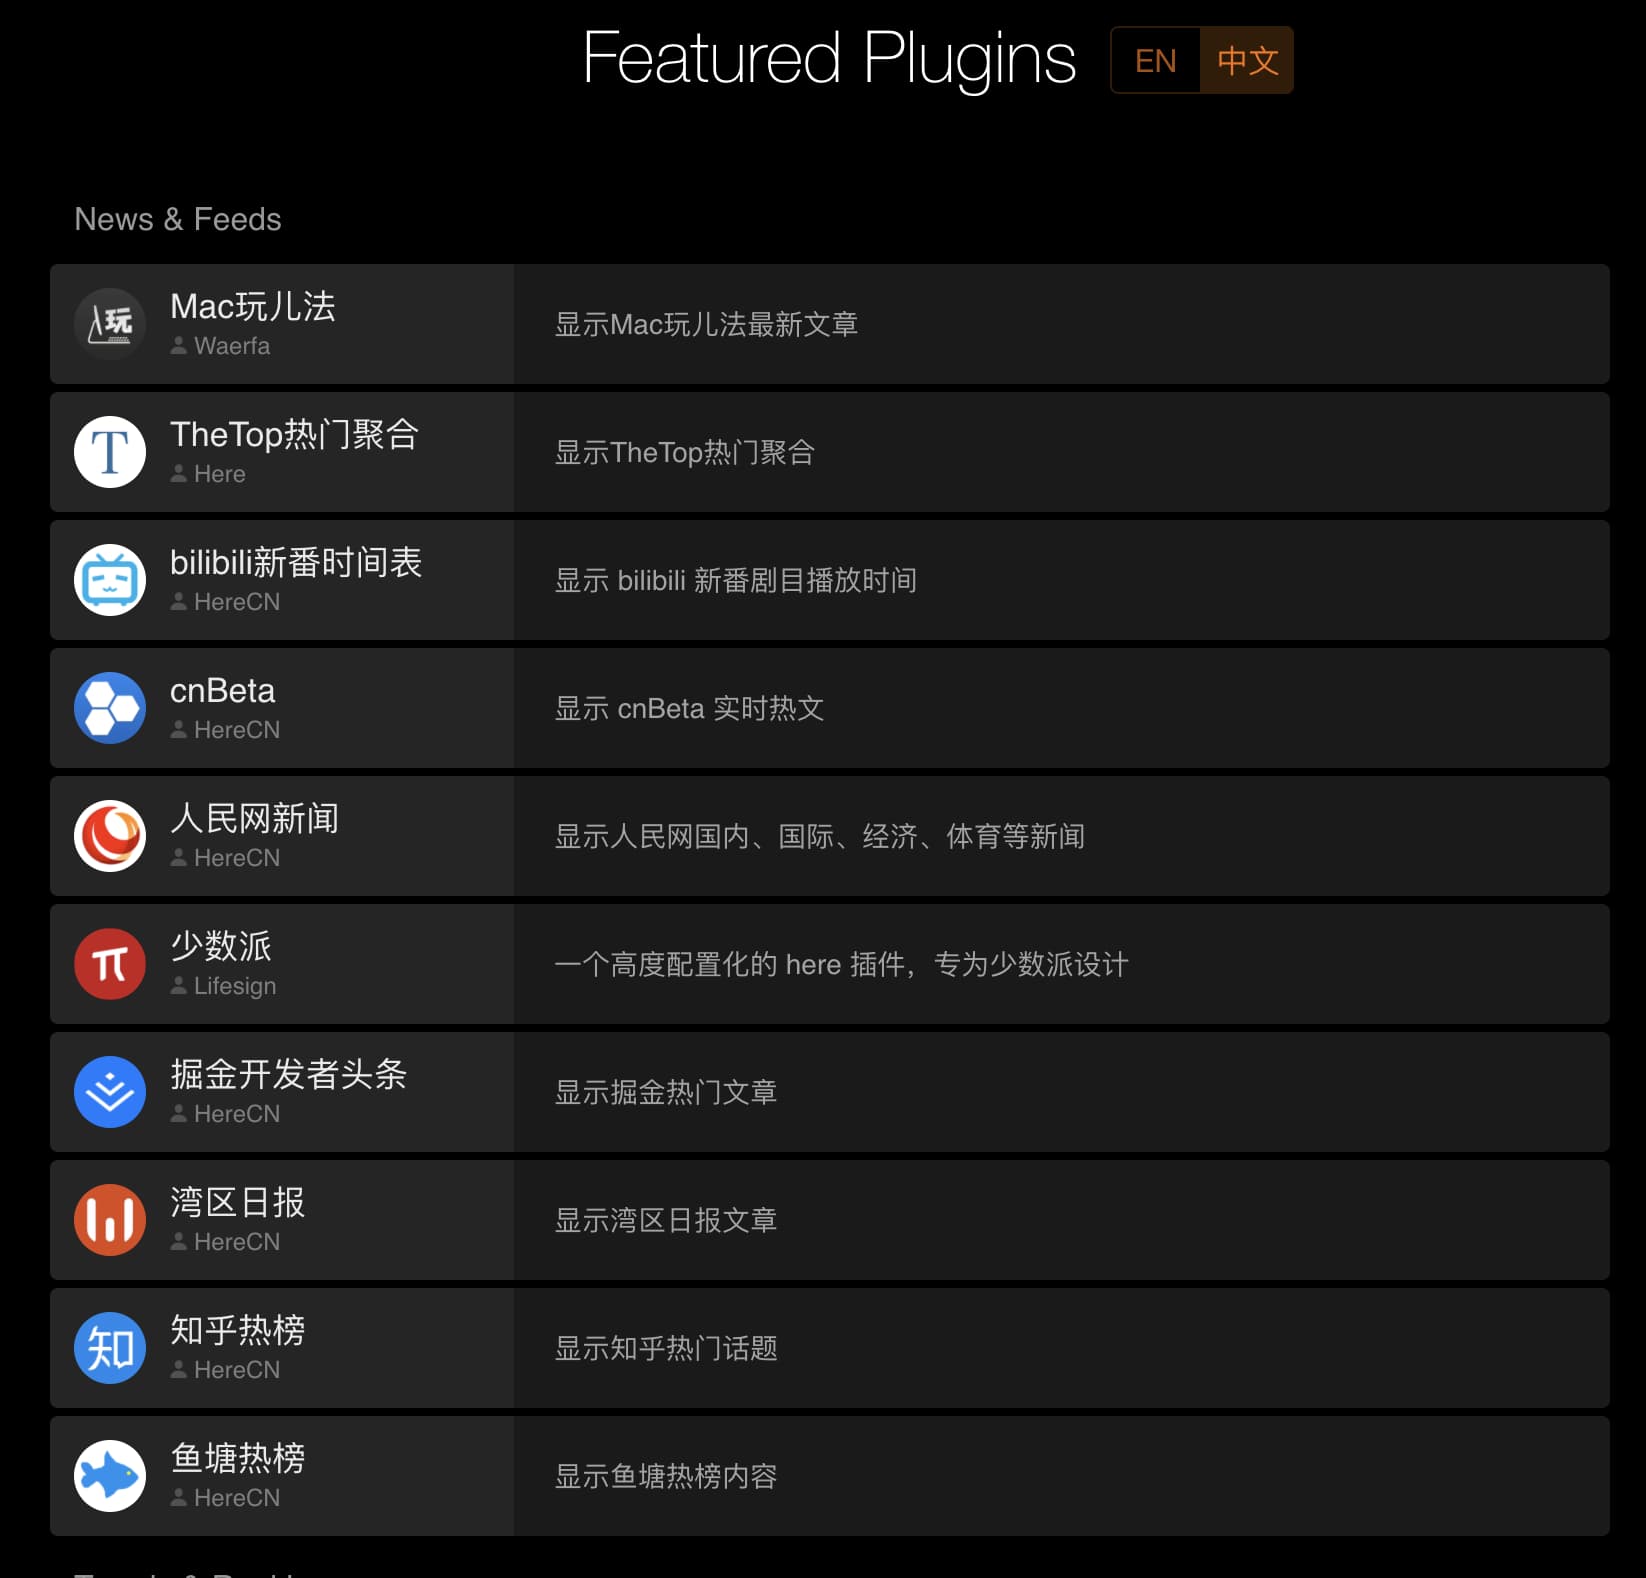 Featured Plugins
EN 中文
News & Feeds
玩
Mac玩儿法
Waerfa
显示Mac玩儿法最新文章
T
TheTop热门聚合
Here
显示TheTop热门聚合
bilibili新番时间表
HereCN
显示 bilibili 新番剧目播放时间
cnBeta
HereCN
显示 cnBeta 实时热文
人民网新闻
HereCN
显示人民网国内、国际、经济、体育等新闻
π
少数派
Lifesign
一个高度配置化的 here 插件，专为少数派设计
掘金开发者头条
HereCN
显示掘金热门文章
湾区日报
HereCN
显示湾区日报文章
知
知乎热榜
HereCN
显示知乎热门话题
鱼塘热榜
HereCN
显示鱼塘热榜内容